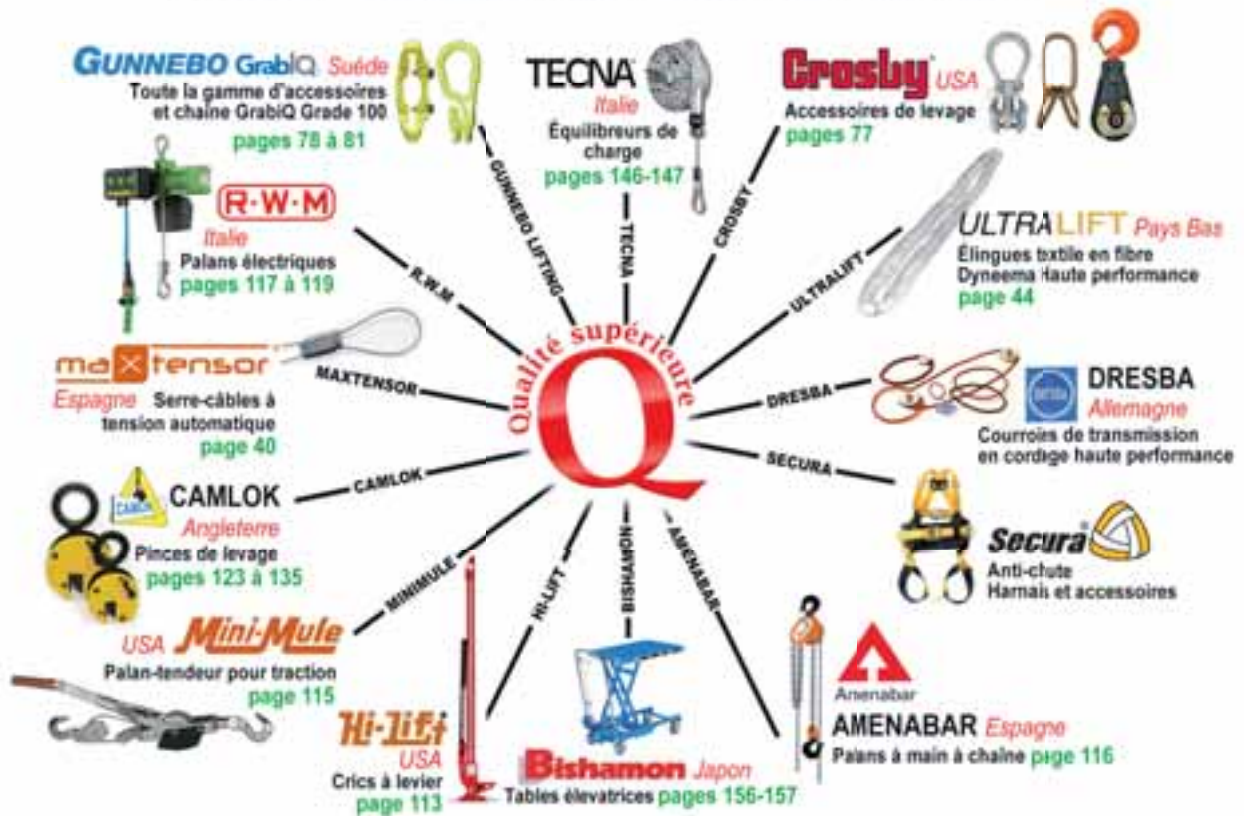 GUNNEBO GrabIQ Suède
Toute la gamme d'accessoires
et chaîne GrabiQ Grade 100
pages 78 à 81
TECNA
Italie
Équilibreurs de
charge
pages 146-147
Crosby USA
Accessoires de levage
pages 77
R·W·M
Italie
Palans électriques
pages 117 à 119
ULTRALIFT Pays Bas
Élingues textile en fibre
Dyneema Haute performance
page 44
maxtensor
Espagne Serre-câbles à
tension automatique
page 40
DRESBA
Allemagne
Courroies de transmission
en cordage haute performance
CAMLOK
CAMLOK
Angleterre
Pinces de levage
pages 123 à 135
Secura
Anti-chute
Harnais et accessoires
USA Mini-Mule
Palan-tendeur pour traction
page 115
Hi-Lift
USA
Crics à levier
page 113
Bishamon Japon
Tables élevatrices pages 156-157
Amenabar
AMENABAR Espagne
Palans à main à chaîne page 116
Qualité supérieure
Q
GUNNEBO LIFTING
TECNA
CROSBY
ULTRALIFT
DRESBA
SECURA
AMENABAR
BISHAMON
HI-LIFT
MINIMULE
CAMLOK
MAXTENSOR
R.W.M